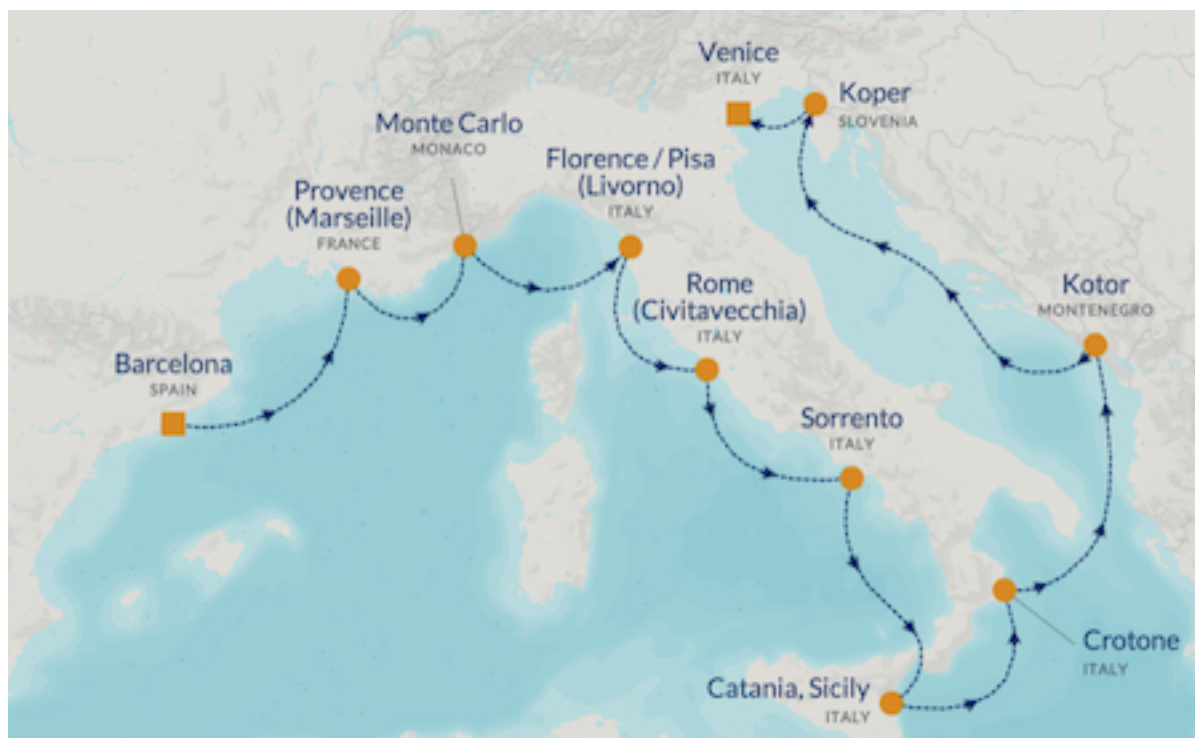 Venice
ITALY
Koper
SLOVENIA
Monte Carlo
MONACO
Florence / Pisa
(Livorno)
ITALY
Provence
(Marseille)
FRANCE
Rome
(Civitavecchia)
ITALY
Kotor
MONTENEGRO
Barcelona
SPAIN
Sorrento
ITALY
Crotone
ITALY
Catania, Sicily
ITALY